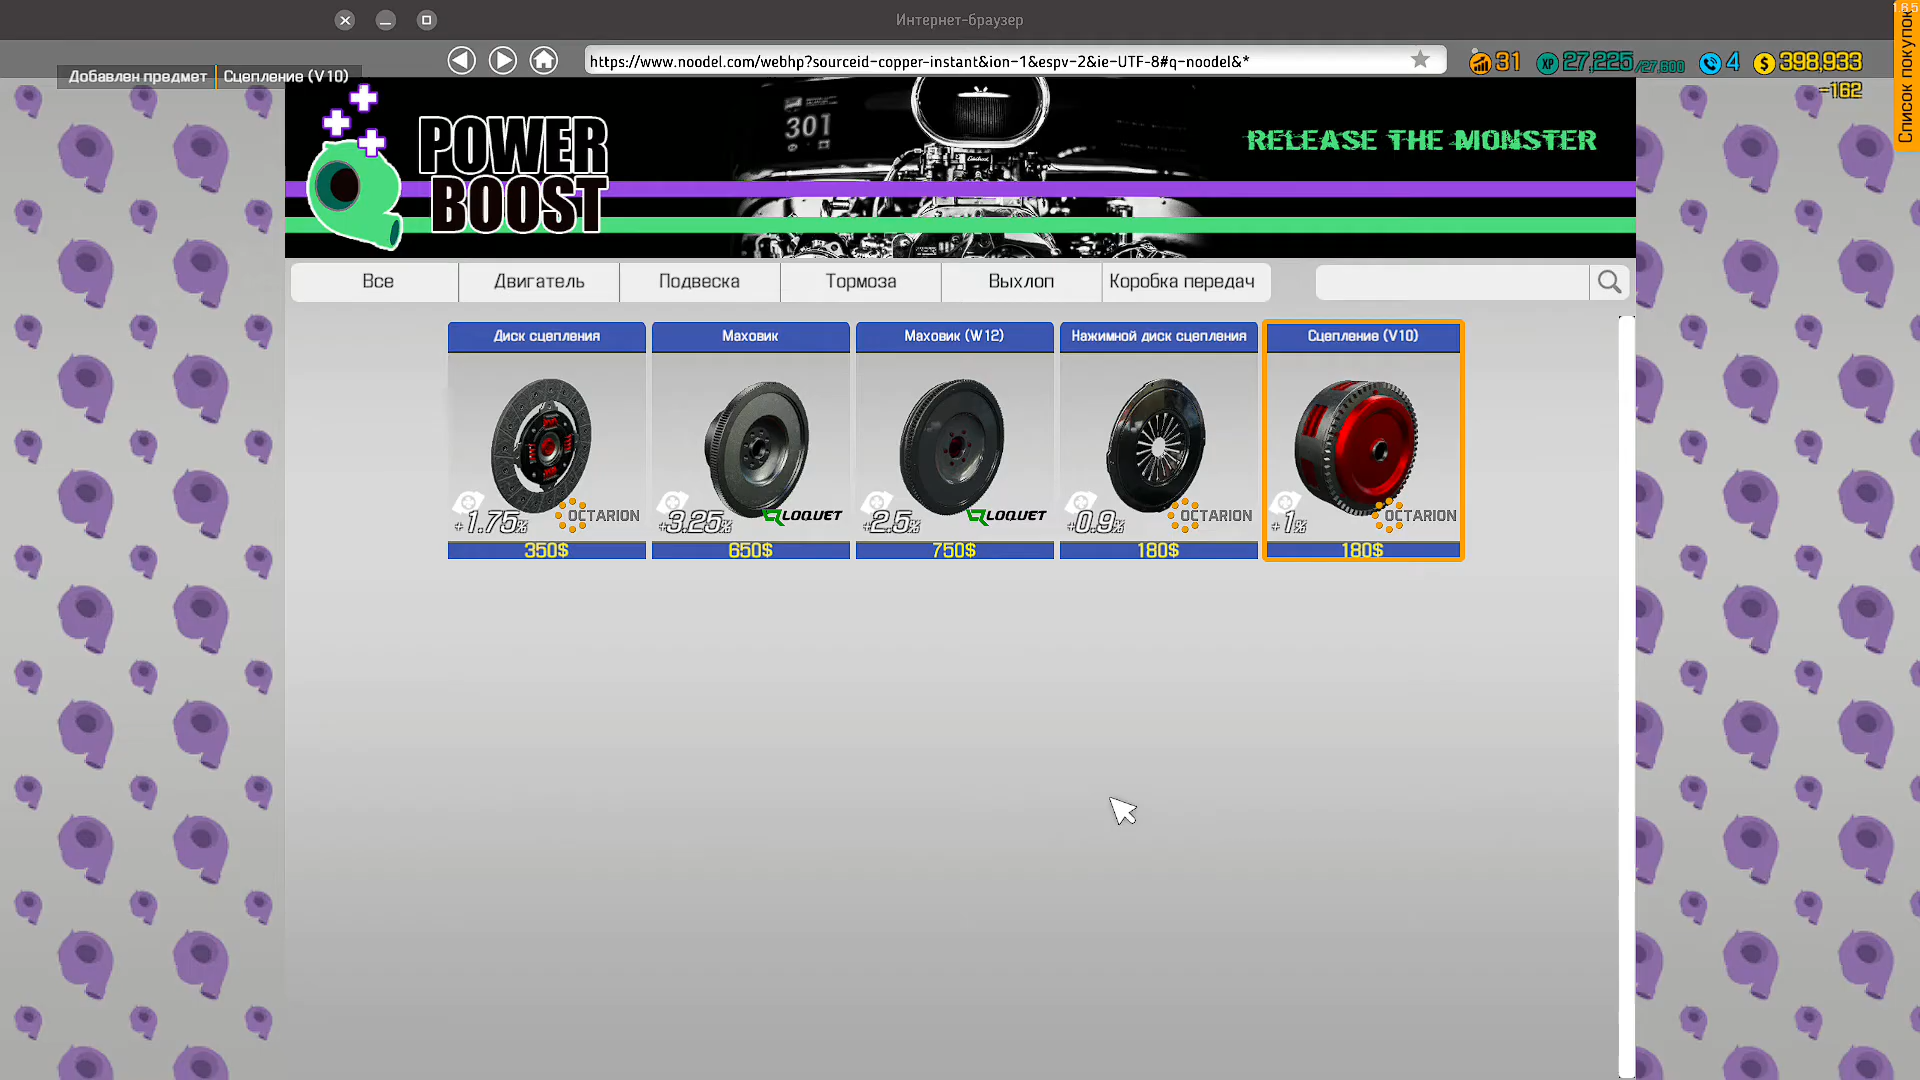 Интернет-браузер
Добавлен предмет Сцепление (V10)
https://www.noodel.com/webhp?sourceid-copper-instant&ion-1&espv-2&ie-UTF-8#q-noodel&*
31
XP 27,225/27,600
4
$ 398,933
-162
Список покупок
POWER
BOOST
301
RELEASE THE MONSTER
Все
Двигатель
Подвеска
Тормоза
Выхлоп
Коробка передач
Диск сцепления
+1.75%
OCTARION
350$
Маховик
+3.25%
LOQUET
650$
Маховик (W12)
+2.5%
LOQUET
750$
Нажимной диск сцепления
+0.9%
OCTARION
180$
Сцепление (V10)
+1%
OCTARION
180$